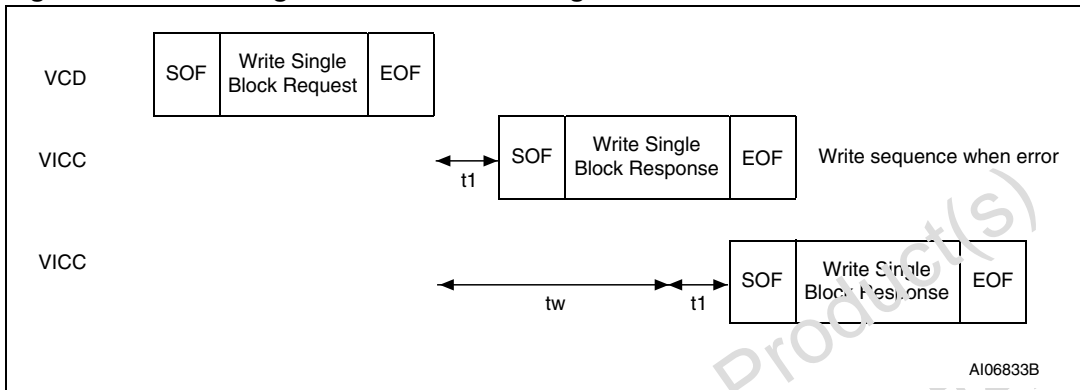 VCD
SOF
Write Single
Block Request
EOF
VICC
t1
SOF
Write Single
Block Response
EOF
Write sequence when error
VICC
tw
t1
SOF
Write Single
Block Response
EOF
Product(s)
AI06833B